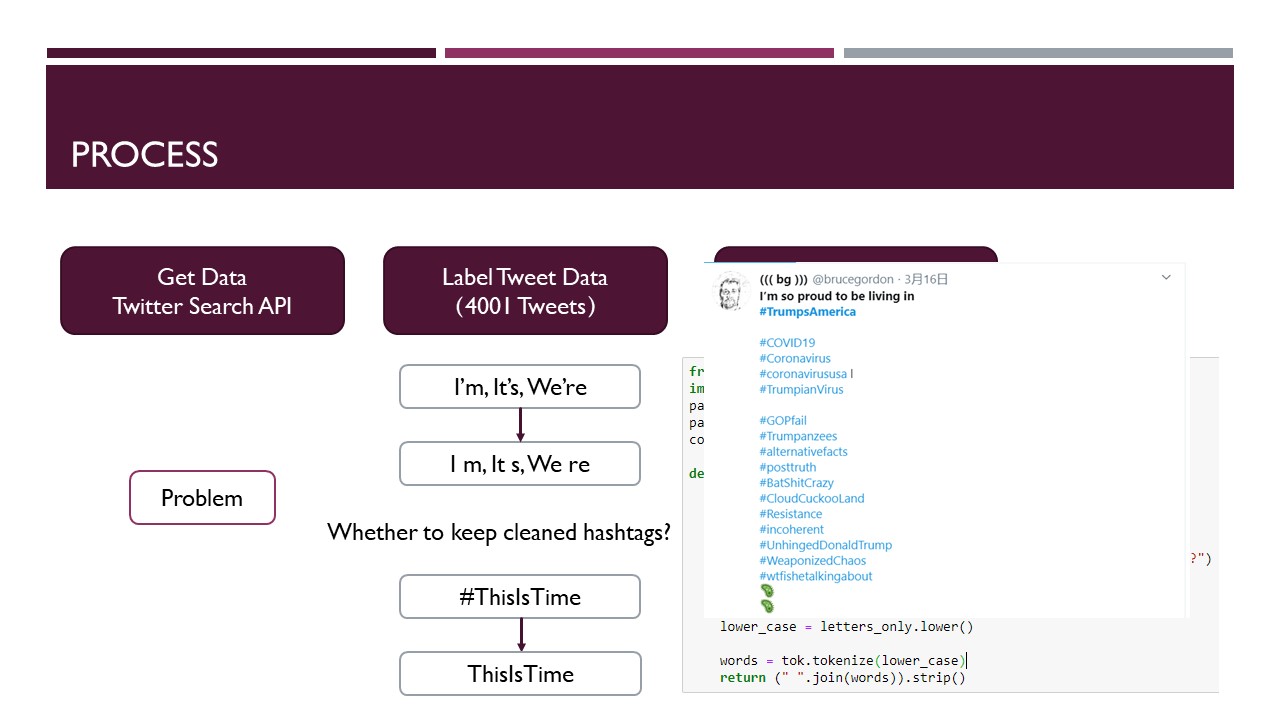 PROCESS
Get Data
Twitter Search API
Label Tweet Data
(4001 Tweets)
I'm, It's, We're
I m, It s, We re
Problem
Whether to keep cleaned hashtags?
#ThisIsTime
ThisIsTime
((( bg ))) @brucegordon · 3月16日
I'm so proud to be living in
#TrumpsAmerica
#COVID19
#Coronavirus
#coronavirususa I
#TrumpianVirus
#GOPfail
#Trumpanzees
#alternativefacts
#posttruth
#BatShitCrazy
#CloudCuckooLand
#Resistance
#incoherent
#UnhingedDonaldTrump
#WeaponizedChaos
#wtfishetalkingabout
fr
im
pa
pa
co
de
?")
lower_case = letters_only.lower()
words = tok.tokenize(lower_case)
return (" ".join(words)).strip()